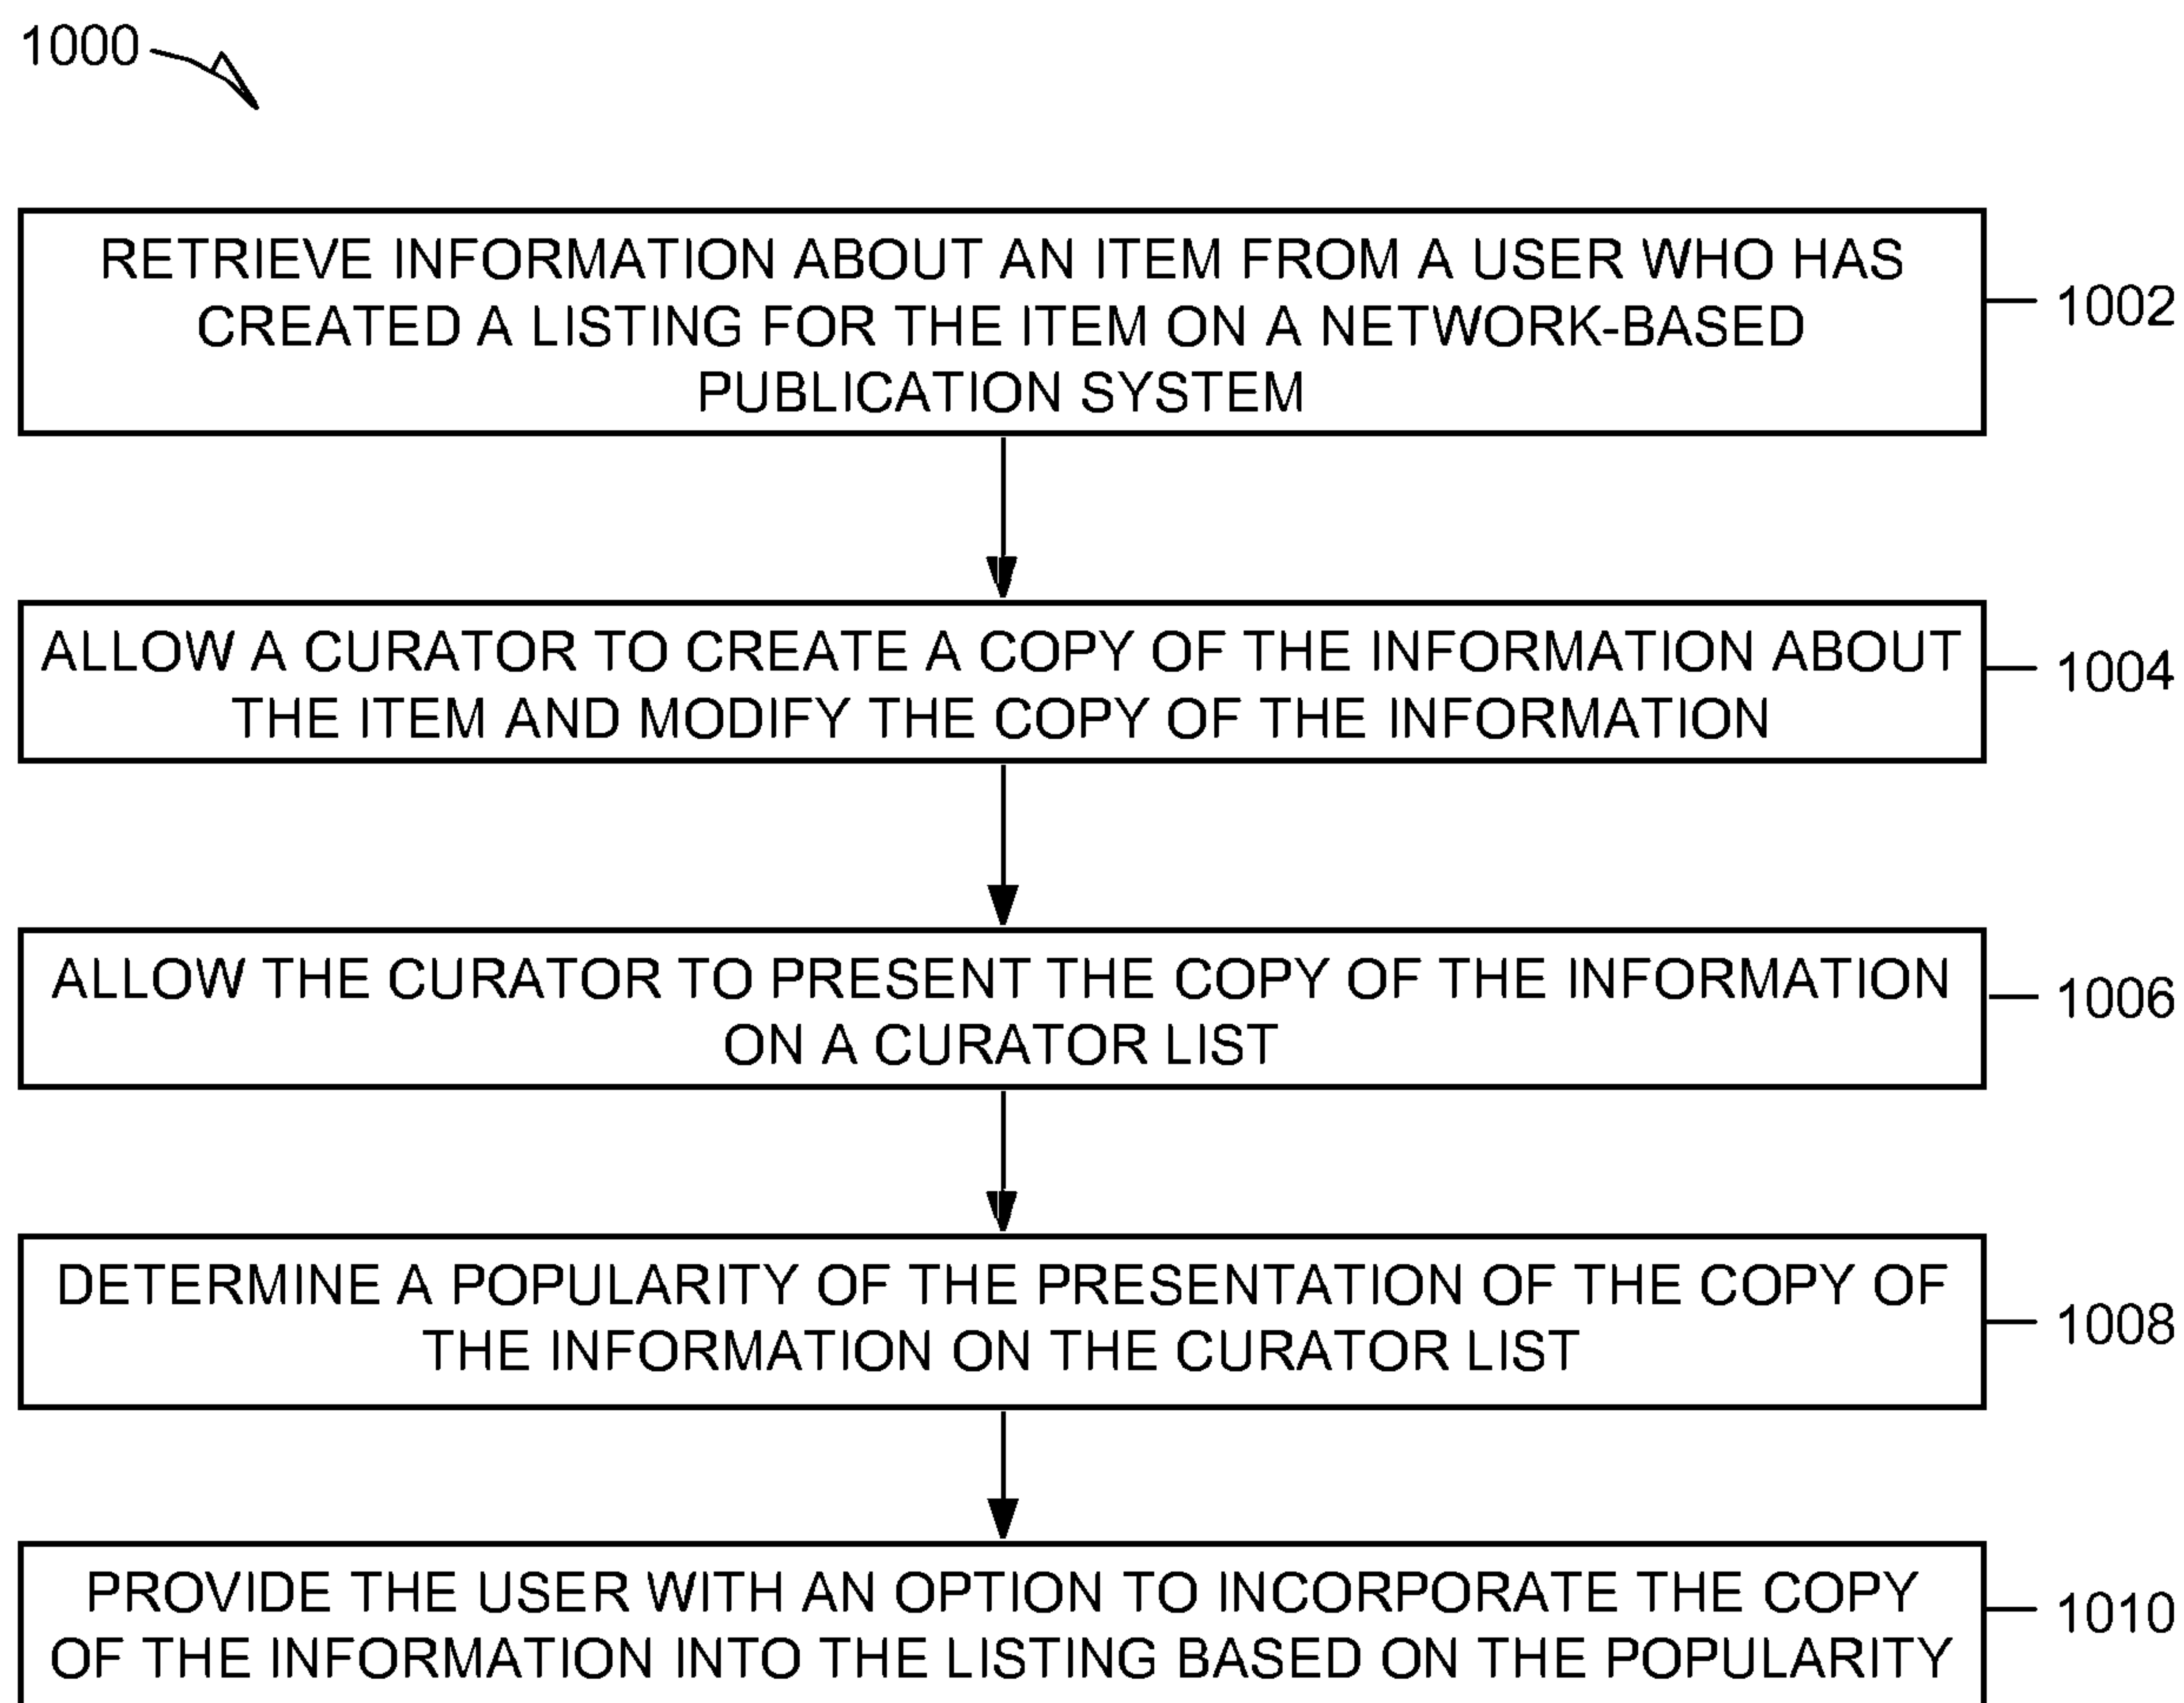 1000
RETRIEVE INFORMATION ABOUT AN ITEM FROM A USER WHO HAS
CREATED A LISTING FOR THE ITEM ON A NETWORK-BASED
PUBLICATION SYSTEM
1002
ALLOW A CURATOR TO CREATE A COPY OF THE INFORMATION ABOUT
THE ITEM AND MODIFY THE COPY OF THE INFORMATION
1004
ALLOW THE CURATOR TO PRESENT THE COPY OF THE INFORMATION
ON A CURATOR LIST
1006
DETERMINE A POPULARITY OF THE PRESENTATION OF THE COPY OF
THE INFORMATION ON THE CURATOR LIST
1008
PROVIDE THE USER WITH AN OPTION TO INCORPORATE THE COPY
OF THE INFORMATION INTO THE LISTING BASED ON THE POPULARITY
1010